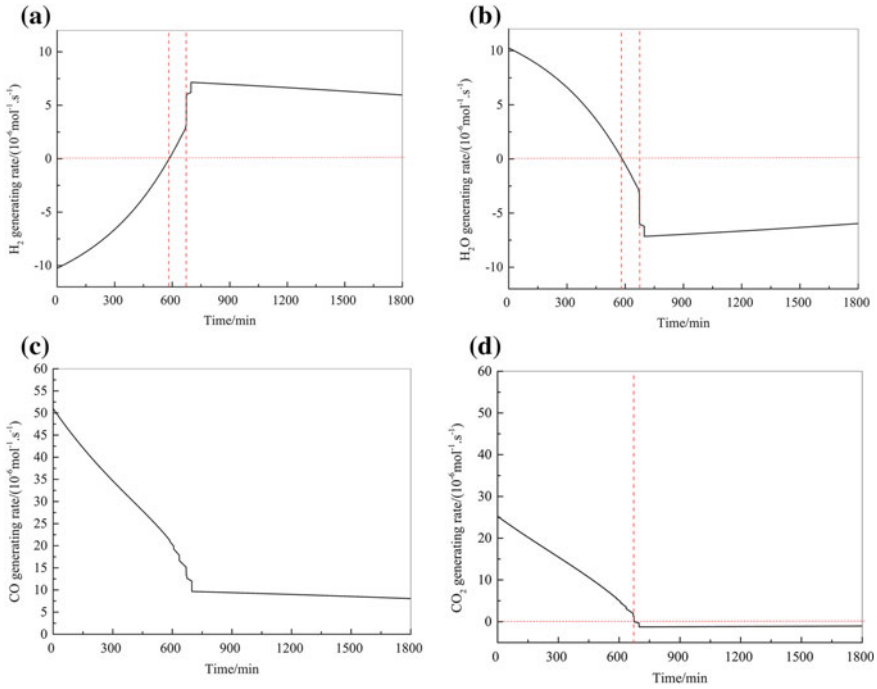 (a)
H₂ generating rate/(10⁻⁶mol⁻¹.s⁻¹)
10
5
0
-5
-10
0 300 600 900 1200 1500 1800
Time/min
(b)
H₂O generating rate/(10⁻⁶mol⁻¹.s⁻¹)
10
5
0
-5
-10
0 300 600 900 1200 1500 1800
Time/min
(c)
CO generating rate/(10⁻⁶mol⁻¹.s⁻¹)
60
55
50
45
40
35
30
25
20
15
10
5
0
0 300 600 900 1200 1500 1800
Time/min
(d)
CO₂ generating rate/(10⁻⁶mol⁻¹.s⁻¹)
60
50
40
30
20
10
0
0 300 600 900 1200 1500 1800
Time/min